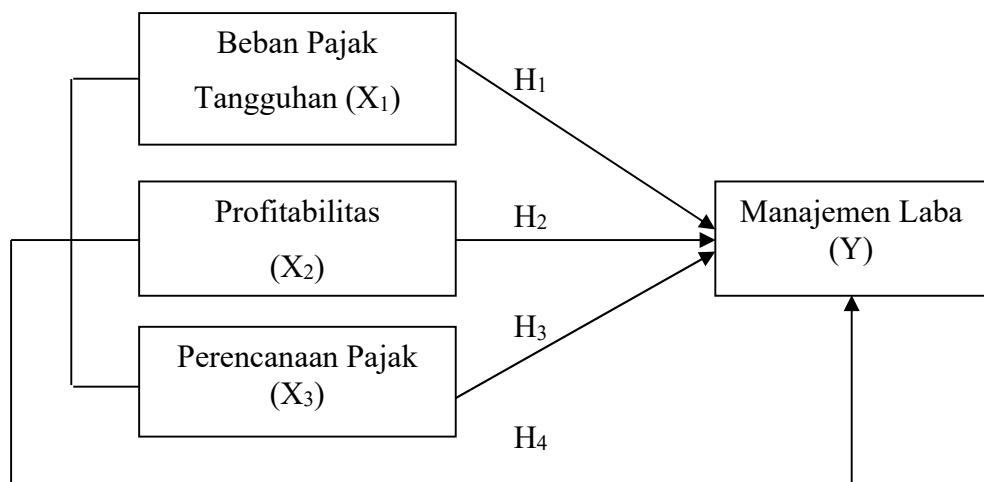 Beban Pajak
Tangguhan (X₁)
H₁
Profitabilitas
(X₂)
H₂
Manajemen Laba
(Y)
H₃
Perencanaan Pajak
(X₃)
H₄